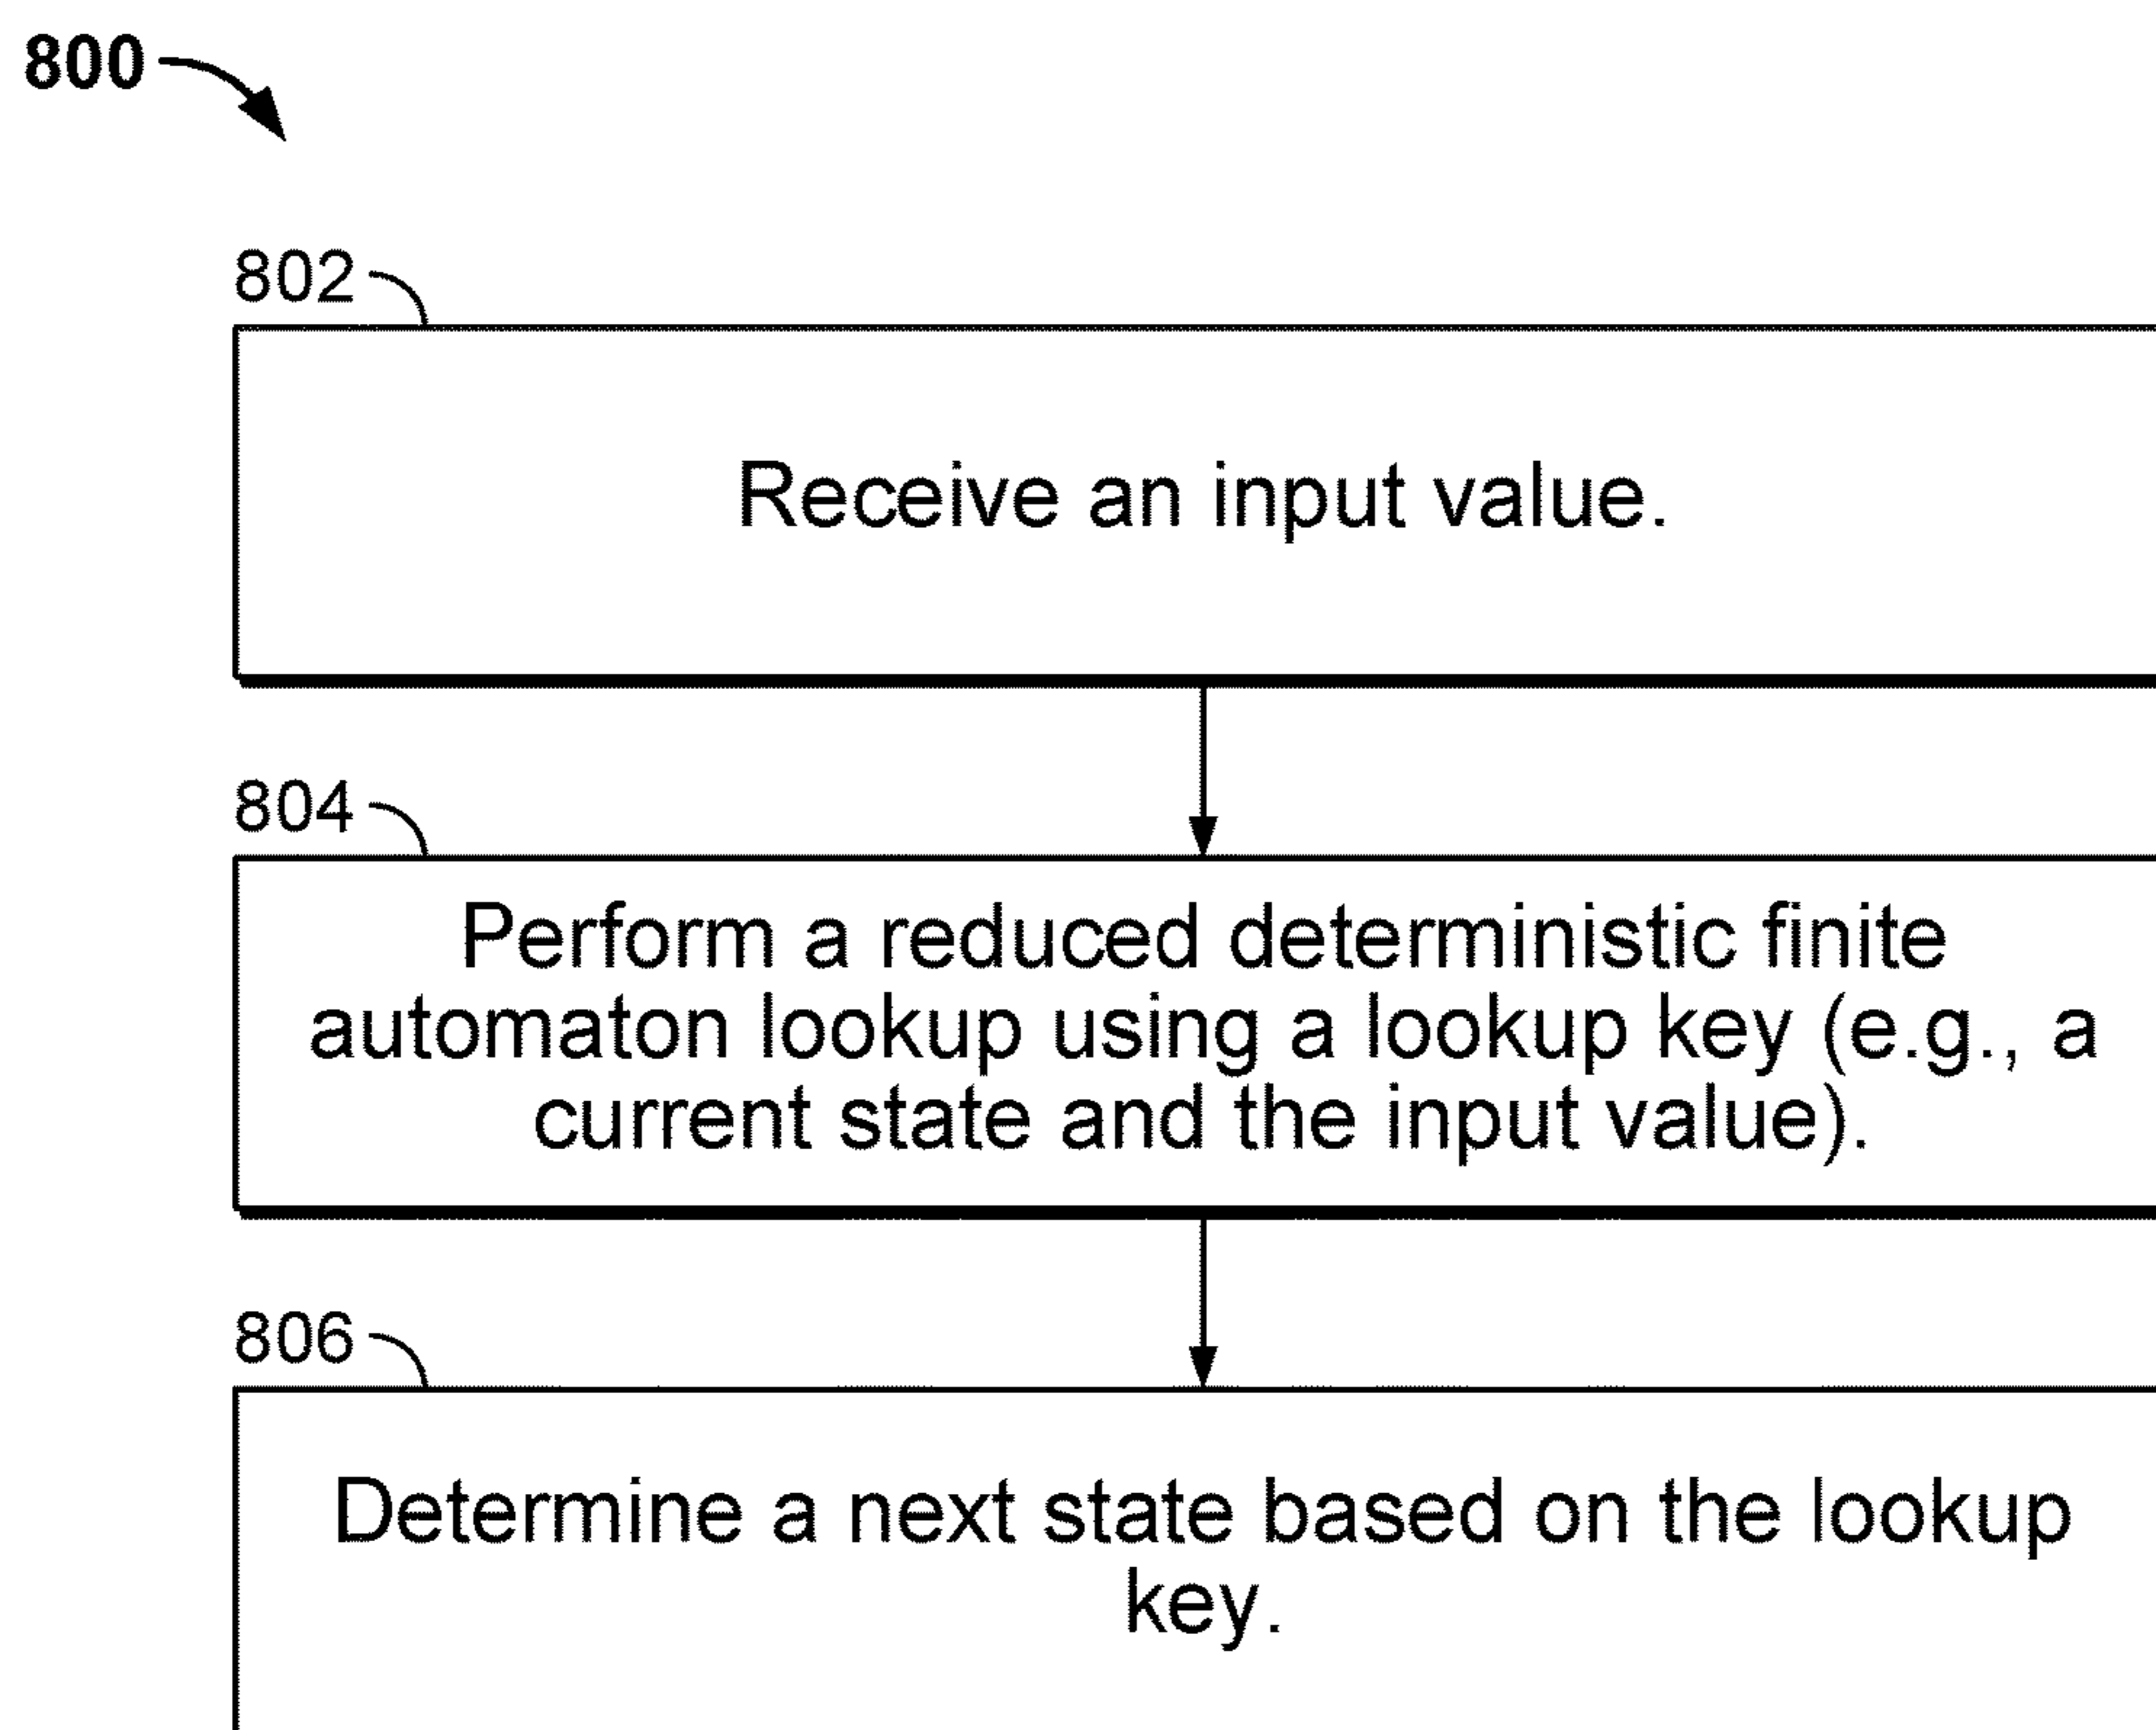 800
802
Receive an input value.
804
Perform a reduced deterministic finite
automaton lookup using a lookup key (e.g., a
current state and the input value).
806
Determine a next state based on the lookup
key.